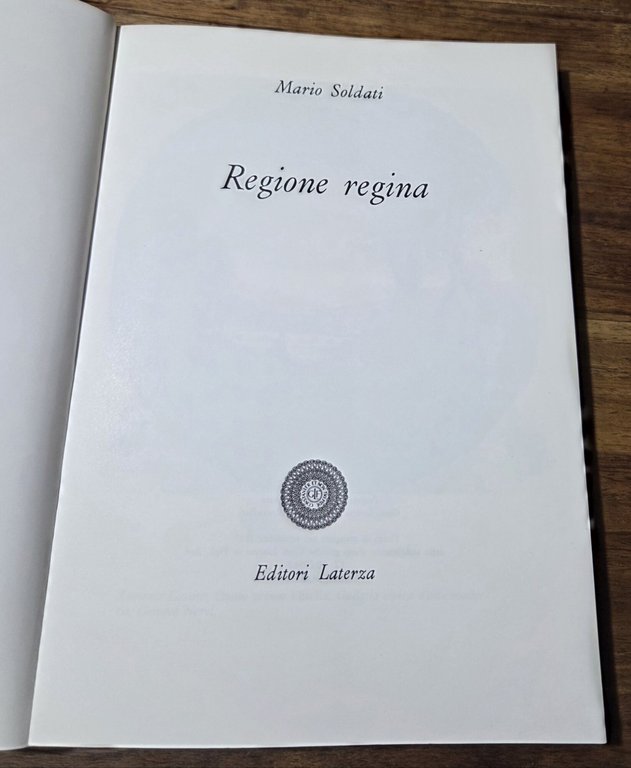 Mario Soldati
Regione regina
Editori Laterza